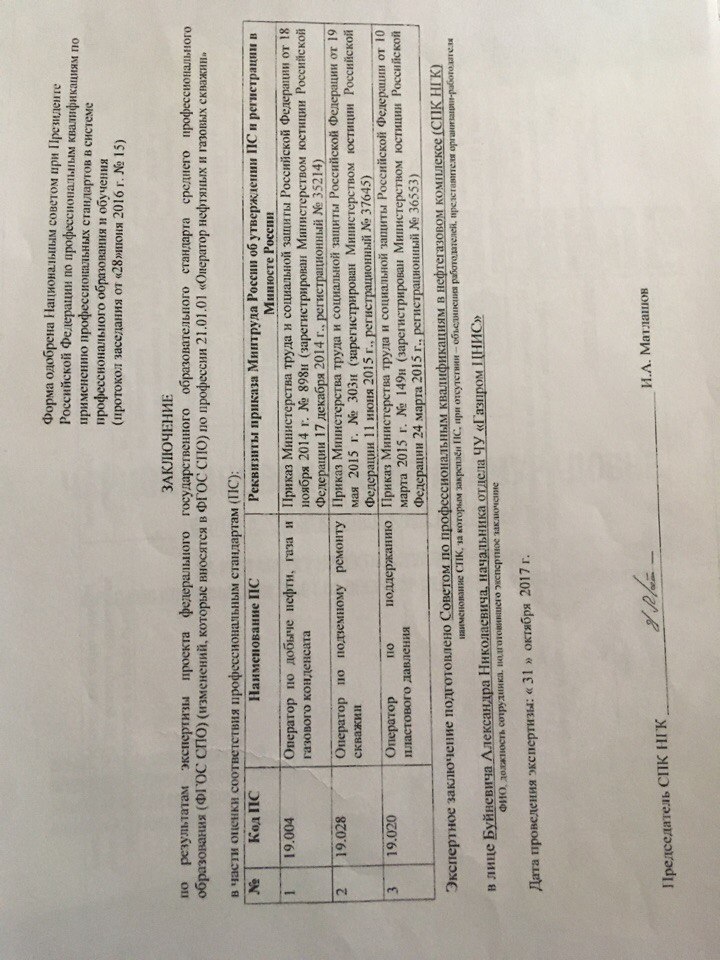 Форма одобрена Национальным советом при Президенте
Российской Федерации по профессиональным квалификациям по
применению профессиональных стандартов в системе
профессионального образования и обучения
(протокол заседания от «28»июня 2016 г. № 15)
ЗАКЛЮЧЕНИЕ
по результатам экспертизы проекта федерального государственного образовательного стандарта среднего профессионального
образования (ФГОС СПО) (изменений, которые вносятся в ФГОС СПО) по профессии 21.01.01 «Оператор нефтяных и газовых скважин»
в части оценки соответствия профессиональным стандартам (ПС):
№ Код ПС Наименование ПС Реквизиты приказа Минтруда России об утверждении ПС и регистрации в
Минюсте России
1 19.004 Оператор по добыче нефти, газа и Приказ Министерства труда и социальной защиты Российской Федерации от 18
газового конденсата ноября 2014 г. № 898н (зарегистрирован Министерством юстиции Российской
Федерации 17 декабря 2014 г., регистрационный № 35214)
2 19.028 Оператор по подземному ремонту Приказ Министерства труда и социальной защиты Российской Федерации от 19
скважин мая 2015 г. № 303н (зарегистрирован Министерством юстиции Российской
Федерации 11 июня 2015 г., регистрационный № 37645)
3 19.020 Оператор по поддержанию Приказ Министерства труда и социальной защиты Российской Федерации от 10
пластового давления марта 2015 г. № 149н (зарегистрирован Министерством юстиции Российской
Федерации 24 марта 2015 г., регистрационный № 36553)
Экспертное заключение подготовлено Советом по профессиональным квалификациям в нефтегазовом комплексе (СПК НГК)
наименование СПК, за которым закреплён ПС, при отсутствии – объединения работодателей, представителя организации-работодателя
в лице Буйневича Александра Николаевича, начальника отдела ЧУ «Газпром ЦНИС»
ФИО, должность сотрудника, подготовившего экспертное заключение
Дата проведения экспертизы: « 31 » октября 2017 г.
Председатель СПК НГК И.А. Матлашов